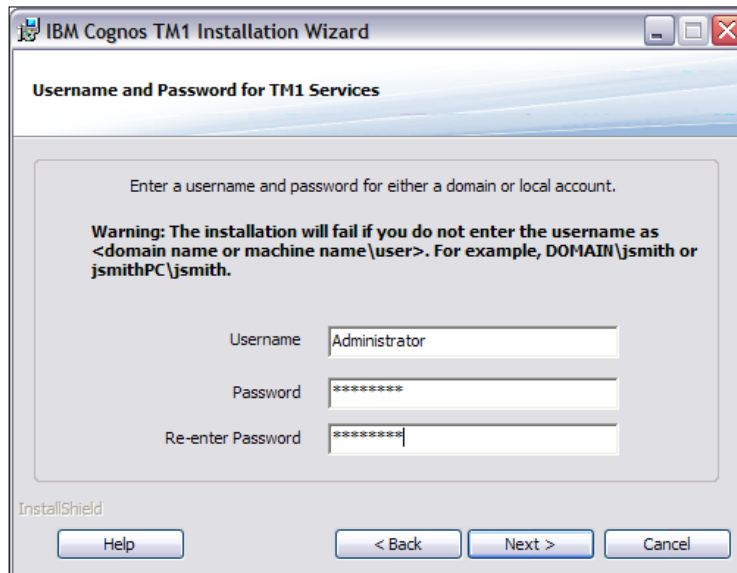 IBM Cognos TM1 Installation Wizard
Username and Password for TM1 Services
Enter a username and password for either a domain or local account.
Warning: The installation will fail if you do not enter the username as
<domain name or machine name\user>. For example, DOMAIN\jsmith or
jsmithPC\jsmith.
Username Administrator
Password ********
Re-enter Password ********
InstallShield
Help < Back Next > Cancel